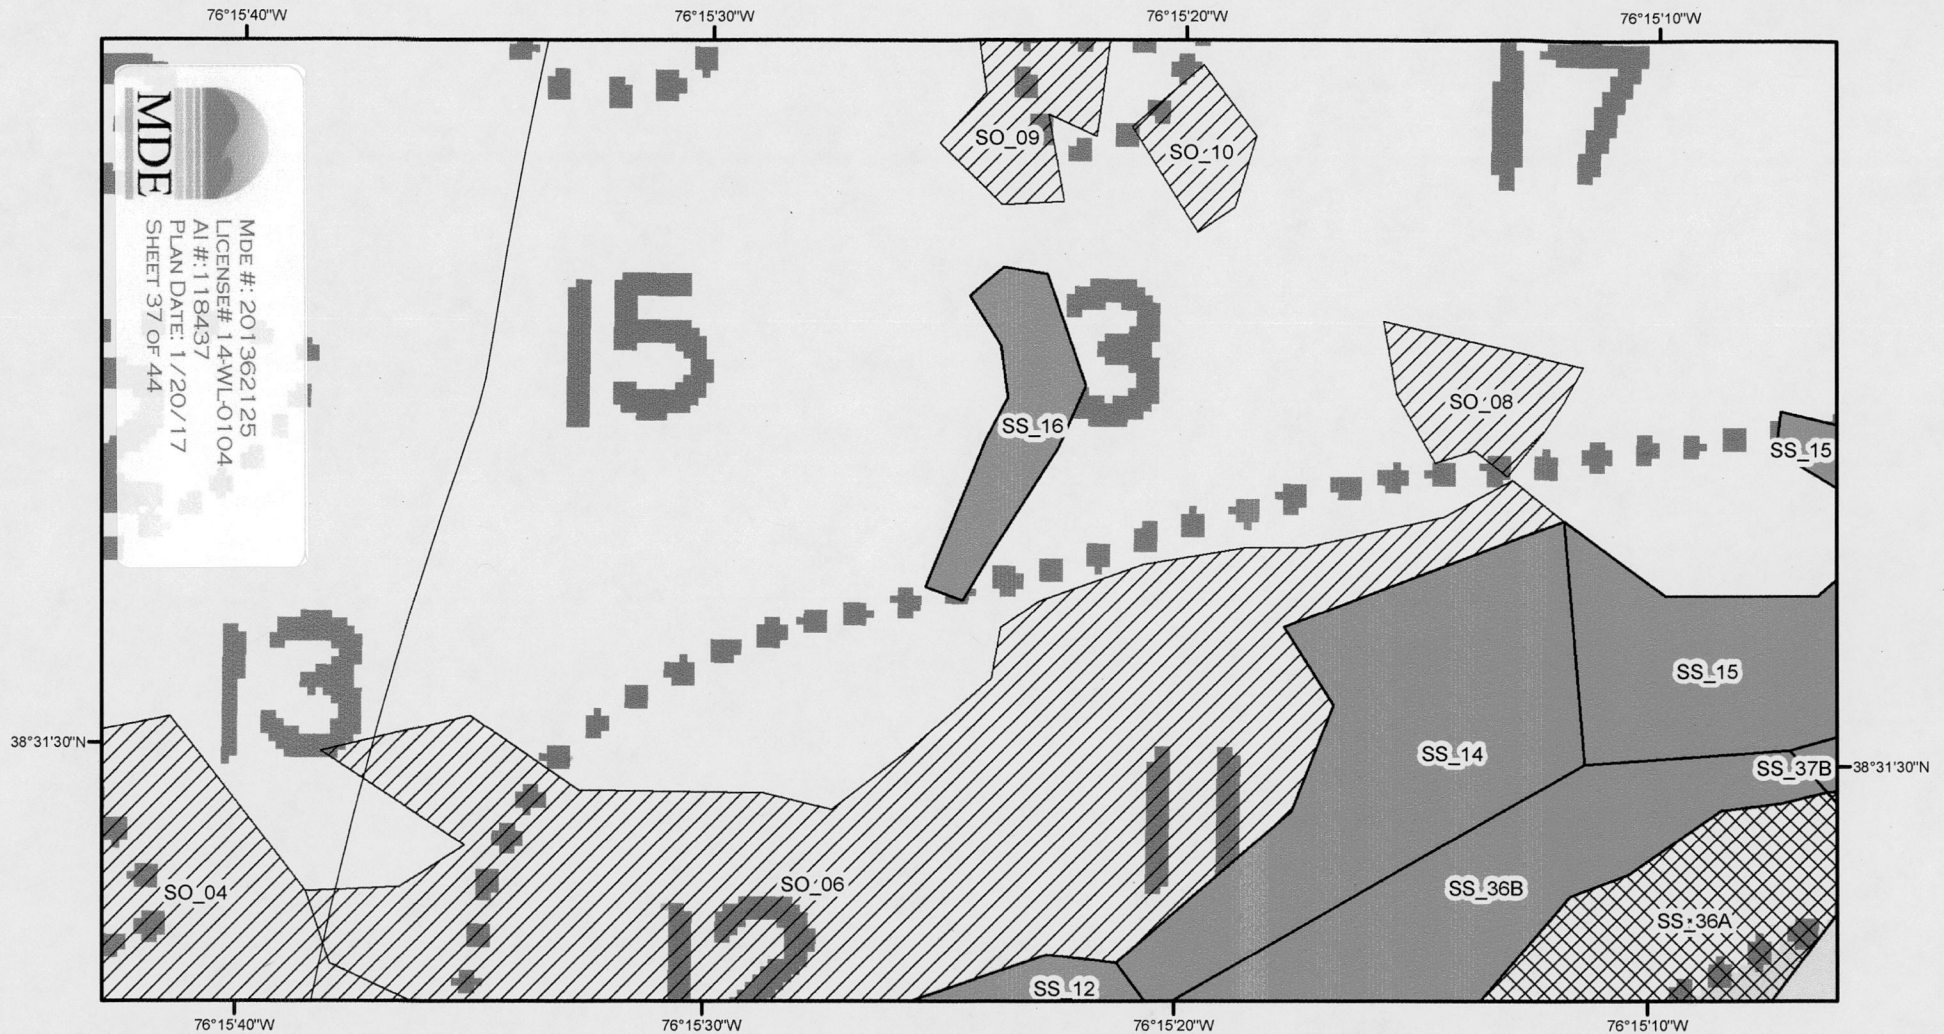 76°15'40"W
76°15'30"W
76°15'20"W
76°15'10"W
MDE
MDE #: 201362125
LICENSE# 14-WL-0104
AI #:118437
PLAN DATE: 1/20/17
SHEET 37 OF 44
17
SO_09
SO_10
15
3
SS_16
SO_08
SS_15
13
SS_15
38°31'30"N
SS_14
SS_37B
38°31'30"N
11
SO_04
SO_06
SS_36B
12
SS_36A
SS_12
76°15'40"W
76°15'30"W
76°15'20"W
76°15'10"W